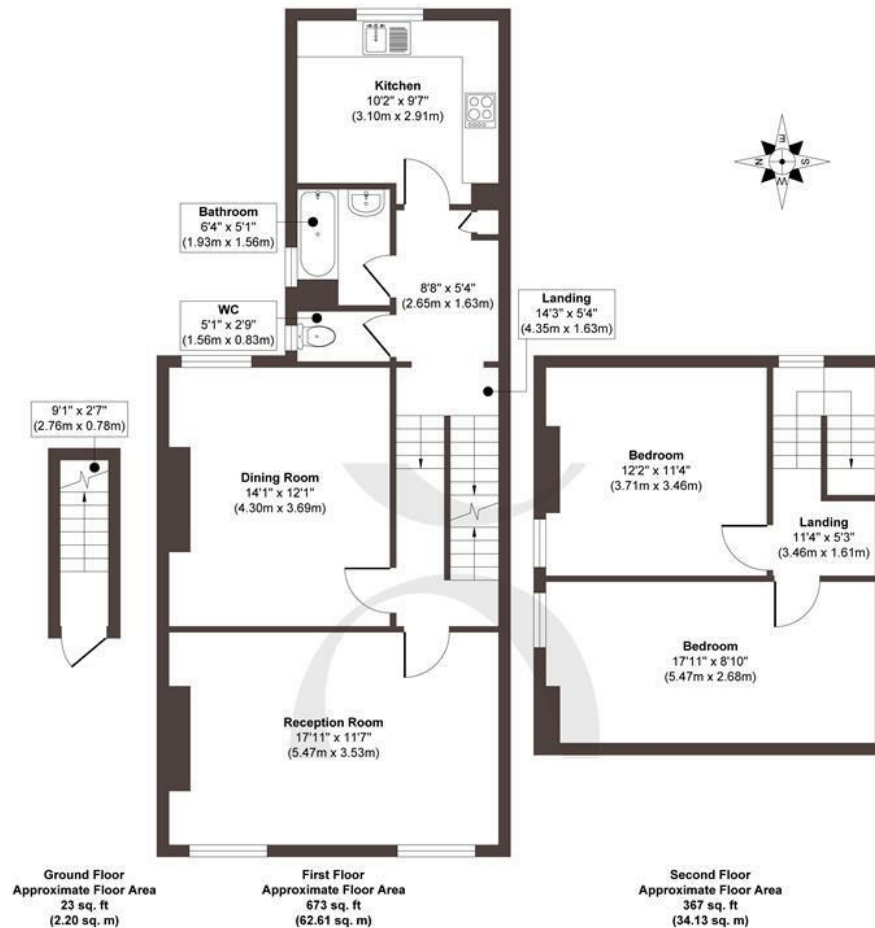 Kitchen
10'2" x 9'7"
(3.10m x 2.91m)
E
N
S
W
Bathroom
6'4" x 5'1"
(1.93m x 1.56m)
8'8" x 5'4"
(2.65m x 1.63m)
Landing
14'3" x 5'4"
(4.35m x 1.63m)
WC
5'1" x 2'9"
(1.56m x 0.83m)
9'1" x 2'7"
(2.76m x 0.78m)
Dining Room
14'1" x 12'1"
(4.30m x 3.69m)
Bedroom
12'2" x 11'4"
(3.71m x 3.46m)
Landing
11'4" x 5'3"
(3.46m x 1.61m)
Bedroom
17'11" x 8'10"
(5.47m x 2.68m)
Reception Room
17'11" x 11'7"
(5.47m x 3.53m)
Ground Floor
Approximate Floor Area
23 sq. ft
(2.20 sq. m)
First Floor
Approximate Floor Area
673 sq. ft
(62.61 sq. m)
Second Floor
Approximate Floor Area
367 sq. ft
(34.13 sq. m)